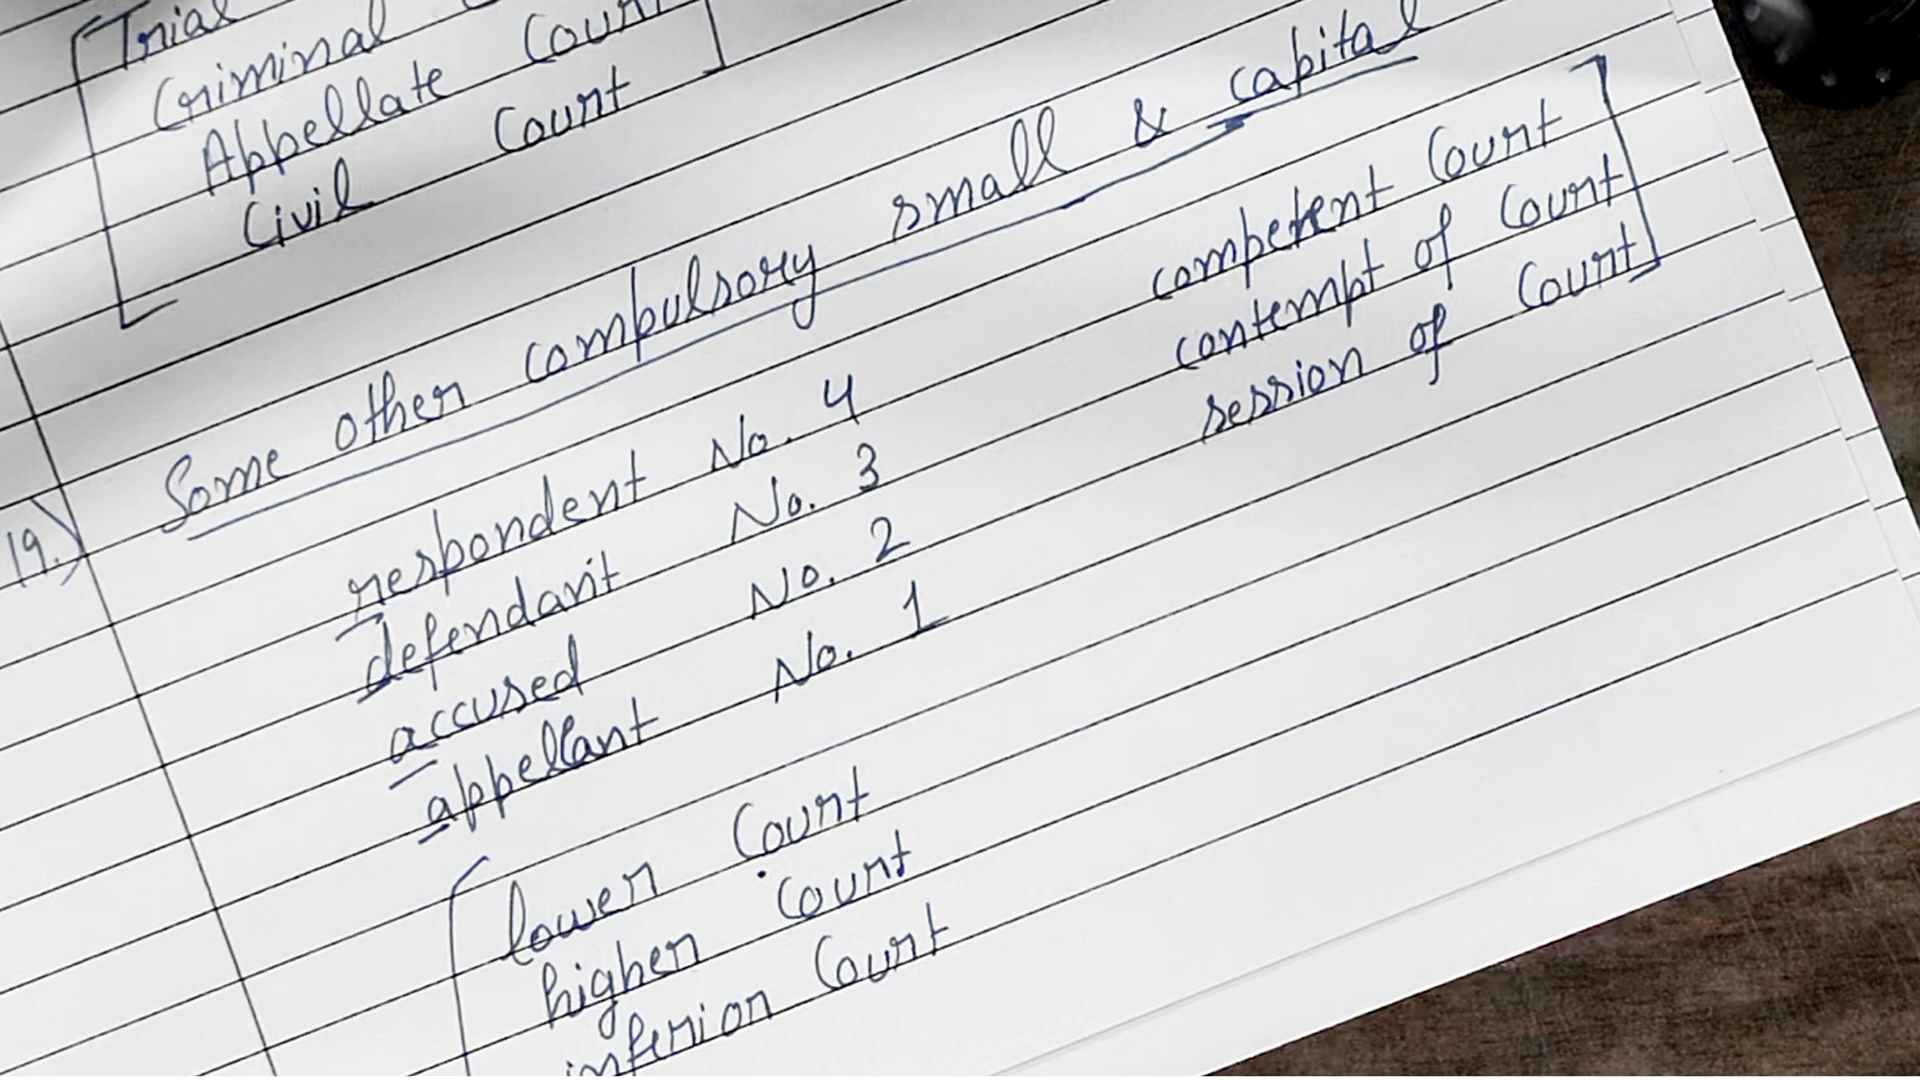 Trial
Criminal
Appellate Court
Civil Court
19.) Some other compulsory small & capital
respondent No. 4
defendant No. 3
accused No. 2
appellant No. 1
competent Court
contempt of Court
session of Court
lower Court
higher Court
inferior Court